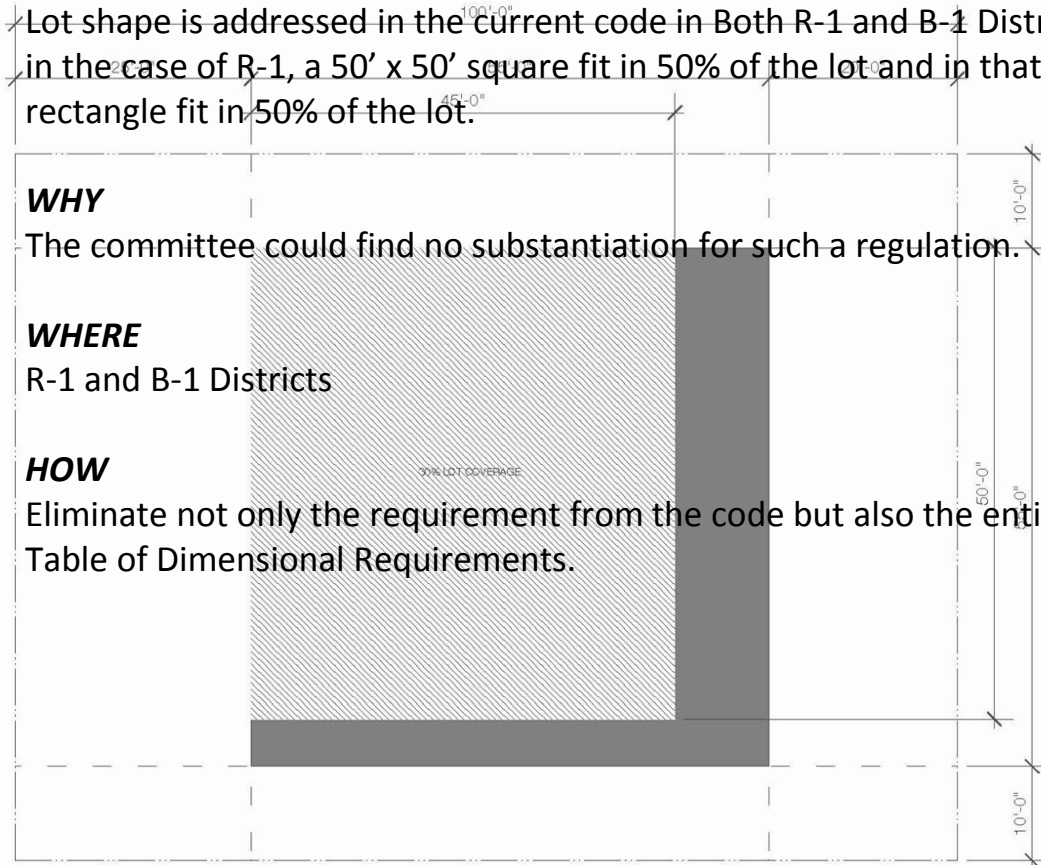 100'-0"
Lot shape is addressed in the current code in Both R-1 and B-1
in the case of R-1, a 50’ x 50’ square fit in 50% of the lot and in that
45'-0"
rectangle fit in 50% of the lot.
10'-0"
WHY
The committee could find no substantiation for such a regulation.
WHERE
R-1 and B-1 Districts
HOW
30% LOT COVERAGE
50'-0"
Eliminate not only the requirement from the code but also the
Table of Dimensional Requirements.
10'-0"